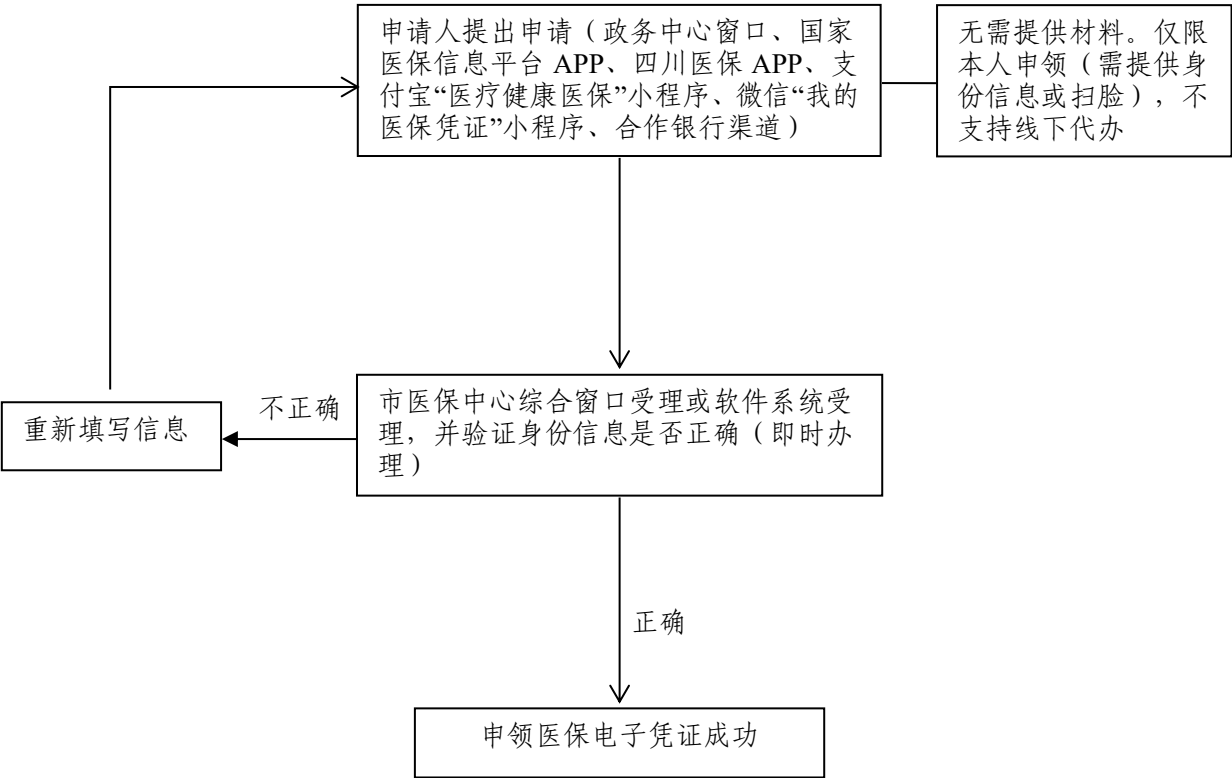 申请人提出申请（政务中心窗口、国家
医保信息平台 APP、四川医保 APP、支
付宝“医疗健康医保”小程序、微信“我的
医保凭证”小程序、合作银行渠道）
无需提供材料。仅限
本人申领（需提供身
份信息或扫脸），不
支持线下代办
市医保中心综合窗口受理或软件系统受
理，并验证身份信息是否正确（即时办
理）
不正确
重新填写信息
正确
申领医保电子凭证成功